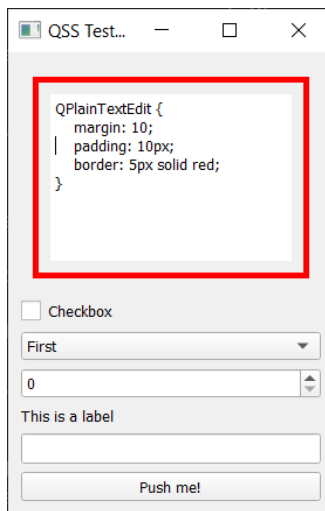 QSS Test...
QPlainTextEdit {
    margin: 10;
    padding: 10px;
    border: 5px solid red;
}
Checkbox
First
0
This is a label
Push me!